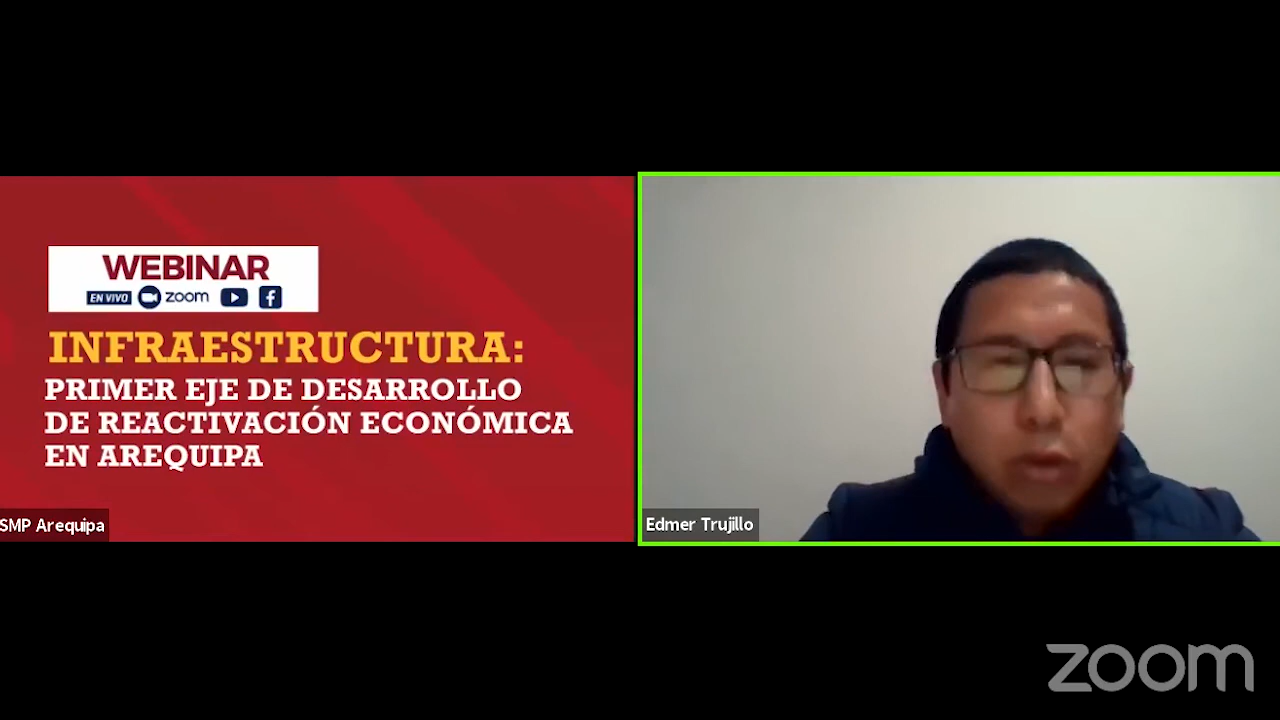 WEBINAR
EN VIVO zoom
INFRAESTRUCTURA:
PRIMER EJE DE DESARROLLO
DE REACTIVACIÓN ECONÓMICA
EN AREQUIPA
SMP Arequipa
Edmer Trujillo
zoom